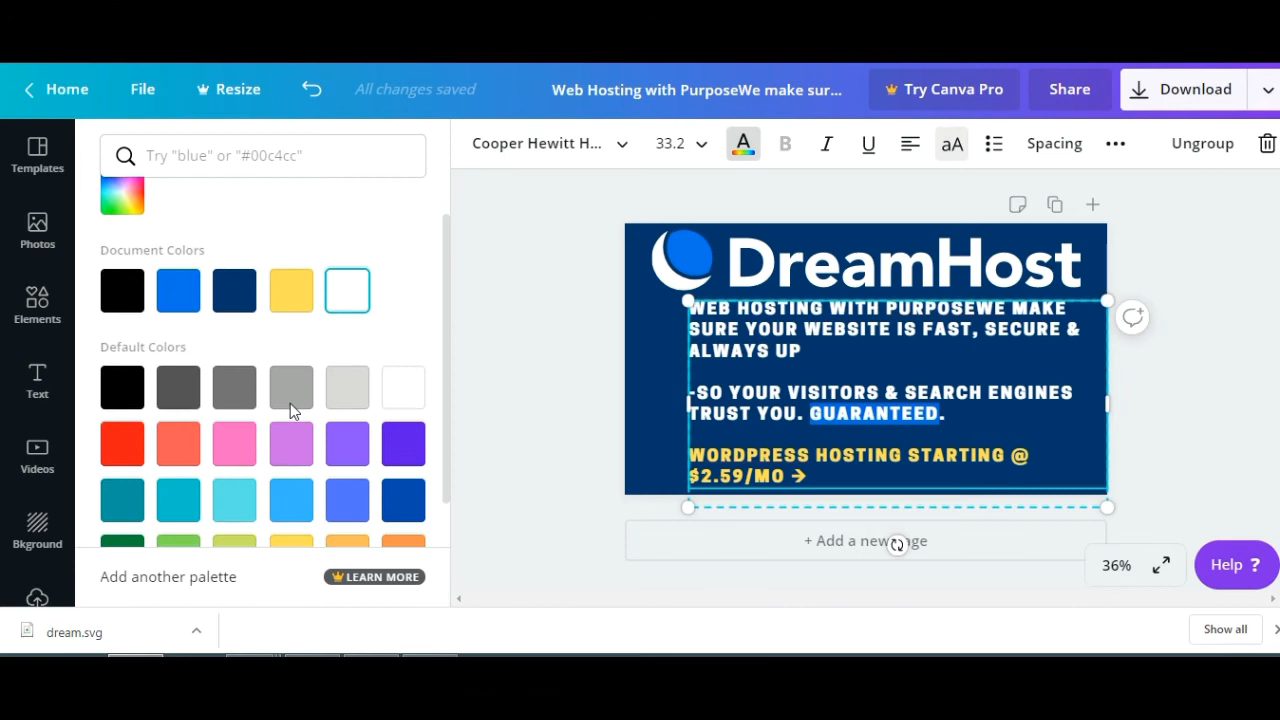 Home
File
Resize
All changes saved
Web Hosting with PurposeWe make sur...
Try Canva Pro
Share
Download
Templates
Photos
Elements
Text
Videos
Bkground
Try "blue" or "#00c4cc"
Document Colors
Default Colors
Add another palette
LEARN MORE
Cooper Hewitt H...
33.2
A
B
I
U
aA
Spacing
•••
Ungroup
DreamHost
WEB HOSTING WITH PURPOSEWE MAKE
SURE YOUR WEBSITE IS FAST, SECURE &
ALWAYS UP
-SO YOUR VISITORS & SEARCH ENGINES
TRUST YOU. GUARANTEED.
WORDPRESS HOSTING STARTING @
$2.59/MO →
36%
Help ?
dream.svg
Show all